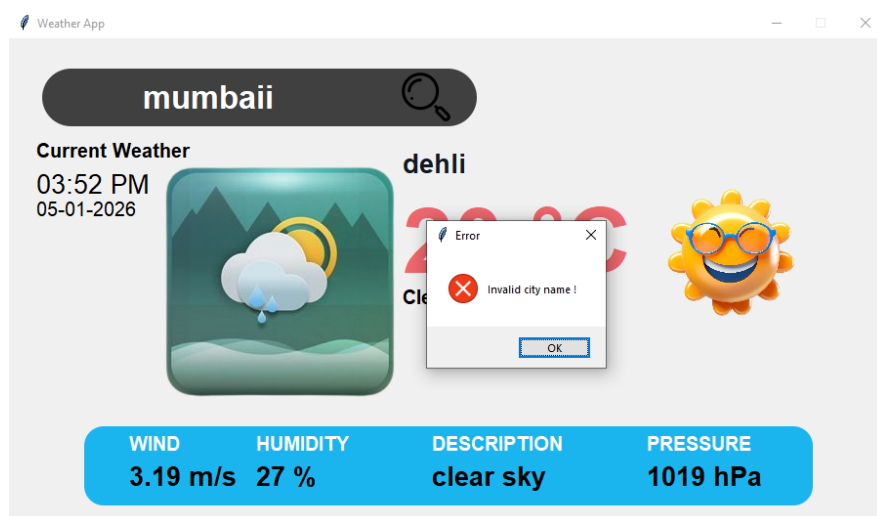 Weather App
mumbaii
Current Weather
03:52 PM
05-01-2026
dehli
°C
Cle
Error
Invalid city name !
OK
WIND HUMIDITY DESCRIPTION PRESSURE
3.19 m/s 27 % clear sky 1019 hPa